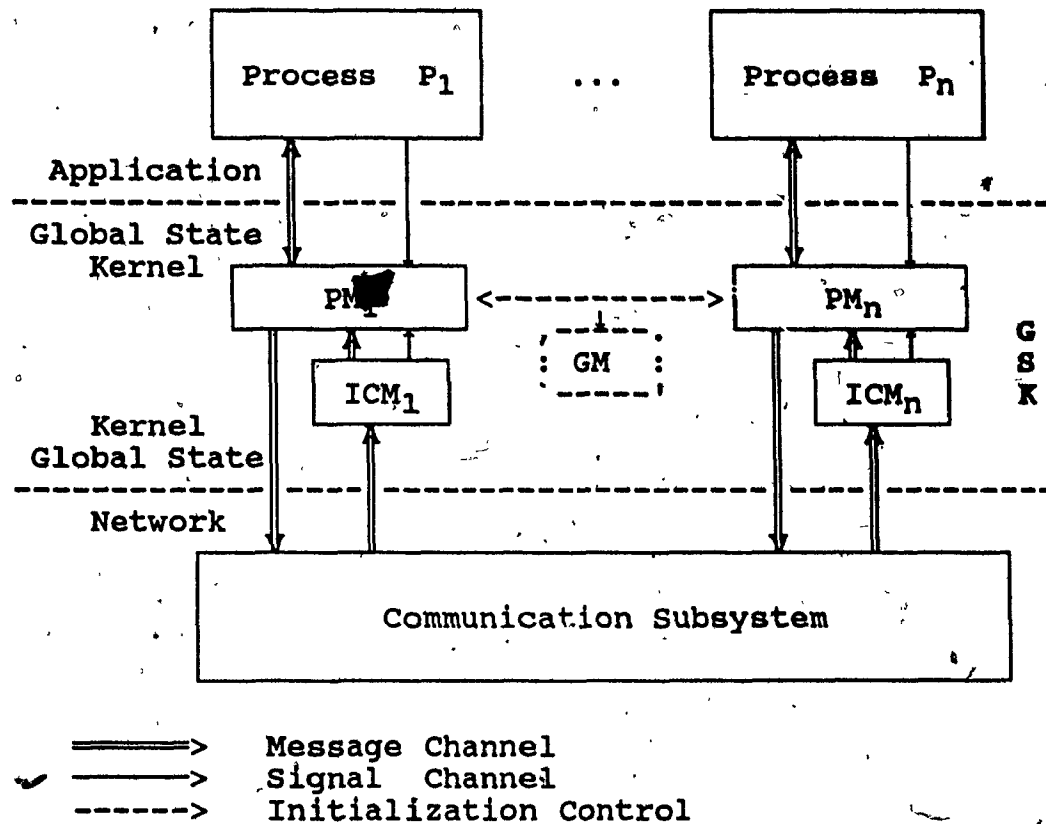 Process P1 ... Process Pn
Application
Global State
Kernel
PM1 PMn
GM
G
S
K
ICM1 ICMn
Kernel
Global State
Network
Communication Subsystem
Message Channel
Signal Channel
Initialization Control